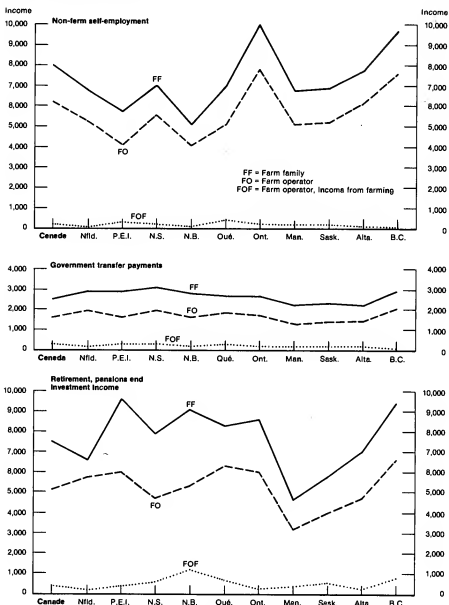 Income
Income
Non-farm self-employment
10,000 10,000
9,000 9,000
8,000 8,000
7,000 FF 7,000
6,000 6,000
5,000 5,000
4,000 4,000
FO
FF = Farm family
3,000 FO = Farm operator 3,000
FOF = Farm operator, income from farming
2,000 2,000
1,000 FOF 1,000
0 0
Canada Nfld. P.E.I. N.S. N.B. Qué. Ont. Man. Sask. Alta. B.C.
Government transfer payments
4,000 4,000
3,000 FF 3,000
2,000 FO 2,000
1,000 FOF 1,000
0 0
Canada Nfld. P.E.I. N.S. N.B. Qué. Ont. Man. Sask. Alta. B.C.
Retirement, pensions end
Investment Income
10,000 10,000
9,000 FF 9,000
8,000 8,000
7,000 7,000
6,000 6,000
5,000 5,000
4,000 FO 4,000
3,000 3,000
2,000 2,000
1,000 FOF 1,000
0 0
Canada Nfld. P.E.I. N.S. N.B. Qué. Ont. Man. Sask. Alta. B.C.